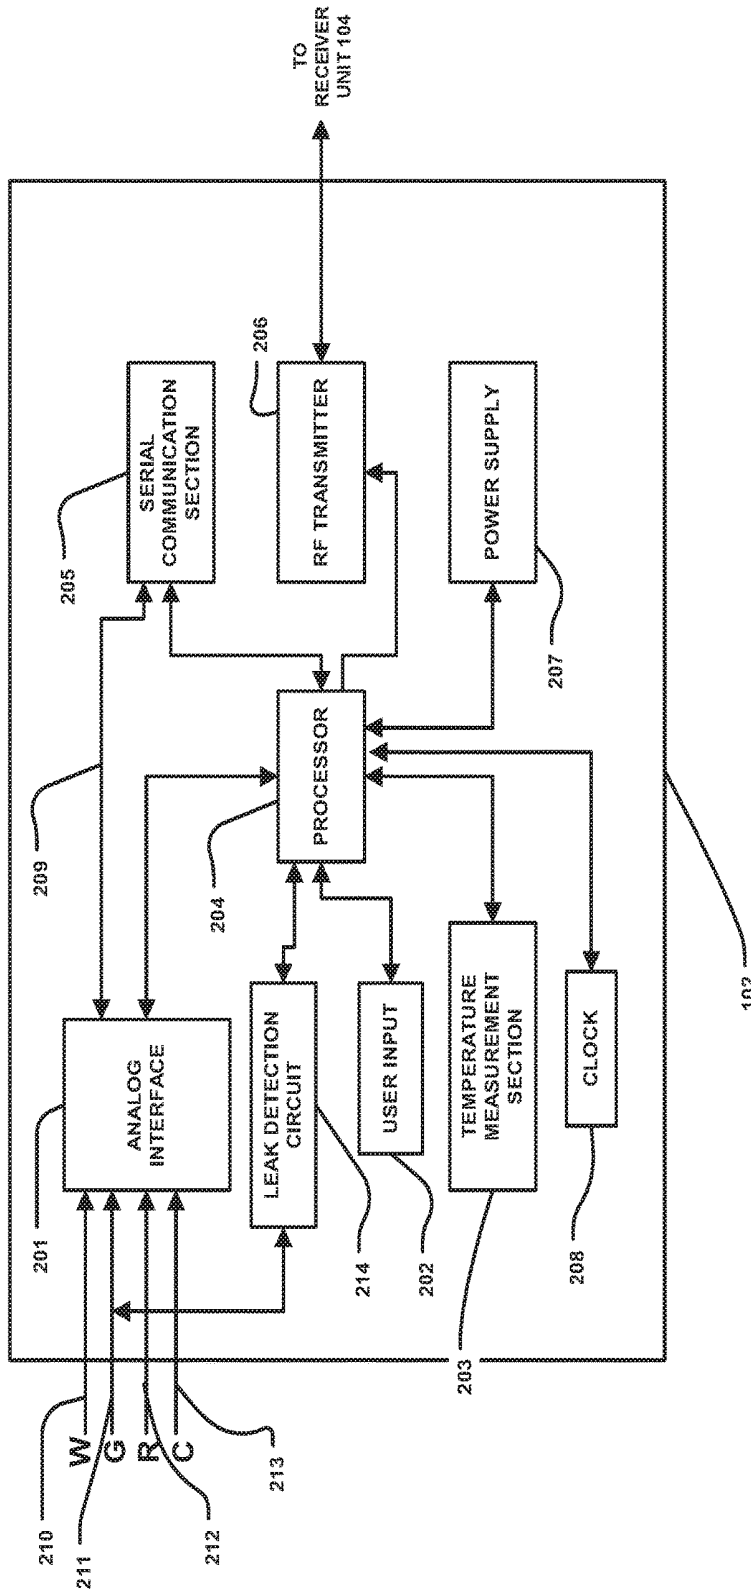 210
211
212
213
W
G
R
C
201
ANALOG
INTERFACE
209
205
SERIAL
COMMUNICATION
SECTION
LEAK DETECTION
CIRCUIT
214
204
PROCESSOR
206
RF TRANSMITTER
TO
RECEIVER
UNIT 104
USER INPUT
202
TEMPERATURE
MEASUREMENT
SECTION
203
POWER SUPPLY
207
CLOCK
208
102